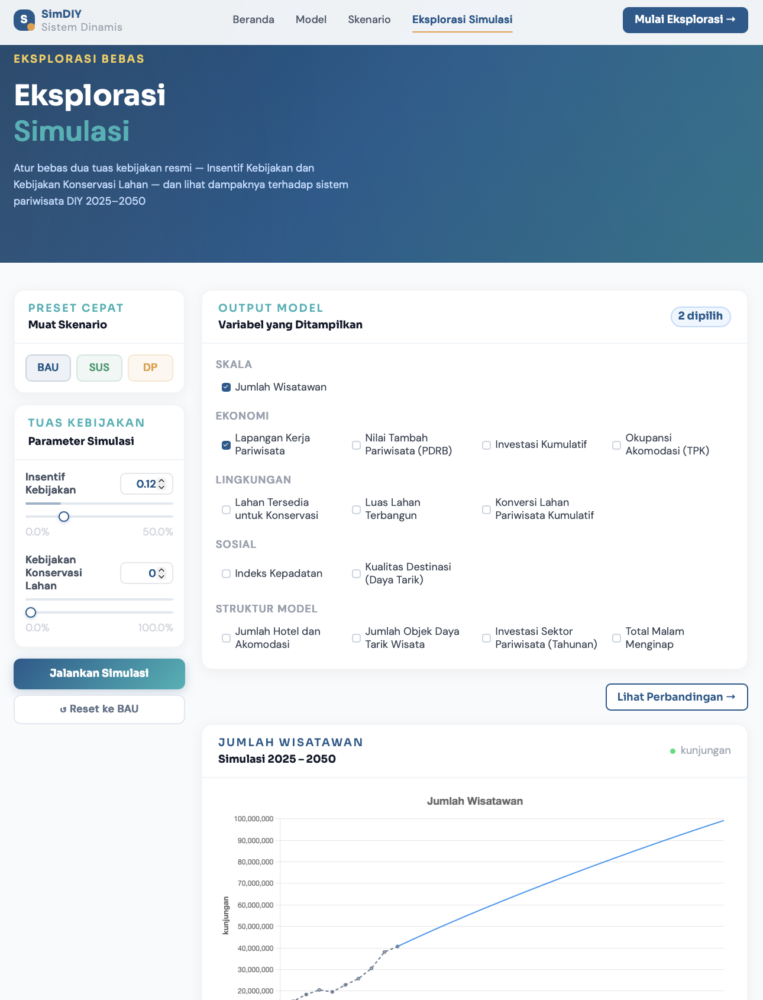 S
SimDIY
Sistem Dinamis
Beranda
Model
Skenario
Eksplorasi Simulasi
Mulai Eksplorasi →
EKSPLORASI BEBAS
Eksplorasi
Simulasi
Atur bebas dua tuas kebijakan resmi — Insentif Kebijakan dan
Kebijakan Konservasi Lahan — dan lihat dampaknya terhadap sistem
pariwisata DIY 2025–2050
PRESET CEPAT
Muat Skenario
BAU
SUS
DP
TUAS KEBIJAKAN
Parameter Simulasi
Insentif
Kebijakan
0.12
0.0%
50.0%
Kebijakan
Konservasi
Lahan
0
0.0%
100.0%
Jalankan Simulasi
↺ Reset ke BAU
OUTPUT MODEL
Variabel yang Ditampilkan
2 dipilih
SKALA
Jumlah Wisatawan
EKONOMI
Lapangan Kerja
Pariwisata
Nilai Tambah
Pariwisata (PDRB)
Investasi Kumulatif
Okupansi
Akomodasi (TPK)
LINGKUNGAN
Lahan Tersedia
untuk Konservasi
Luas Lahan
Terbangun
Konversi Lahan
Pariwisata Kumulatif
SOSIAL
Indeks Kepadatan
Kualitas Destinasi
(Daya Tarik)
STRUKTUR MODEL
Jumlah Hotel dan
Akomodasi
Jumlah Objek Daya
Tarik Wisata
Investasi Sektor
Pariwisata (Tahunan)
Total Malam
Menginap
Lihat Perbandingan →
JUMLAH WISATAWAN
Simulasi 2025 – 2050
kunjungan
Jumlah Wisatawan
100,000,000
90,000,000
80,000,000
70,000,000
60,000,000
50,000,000
40,000,000
30,000,000
20,000,000
kunjungan